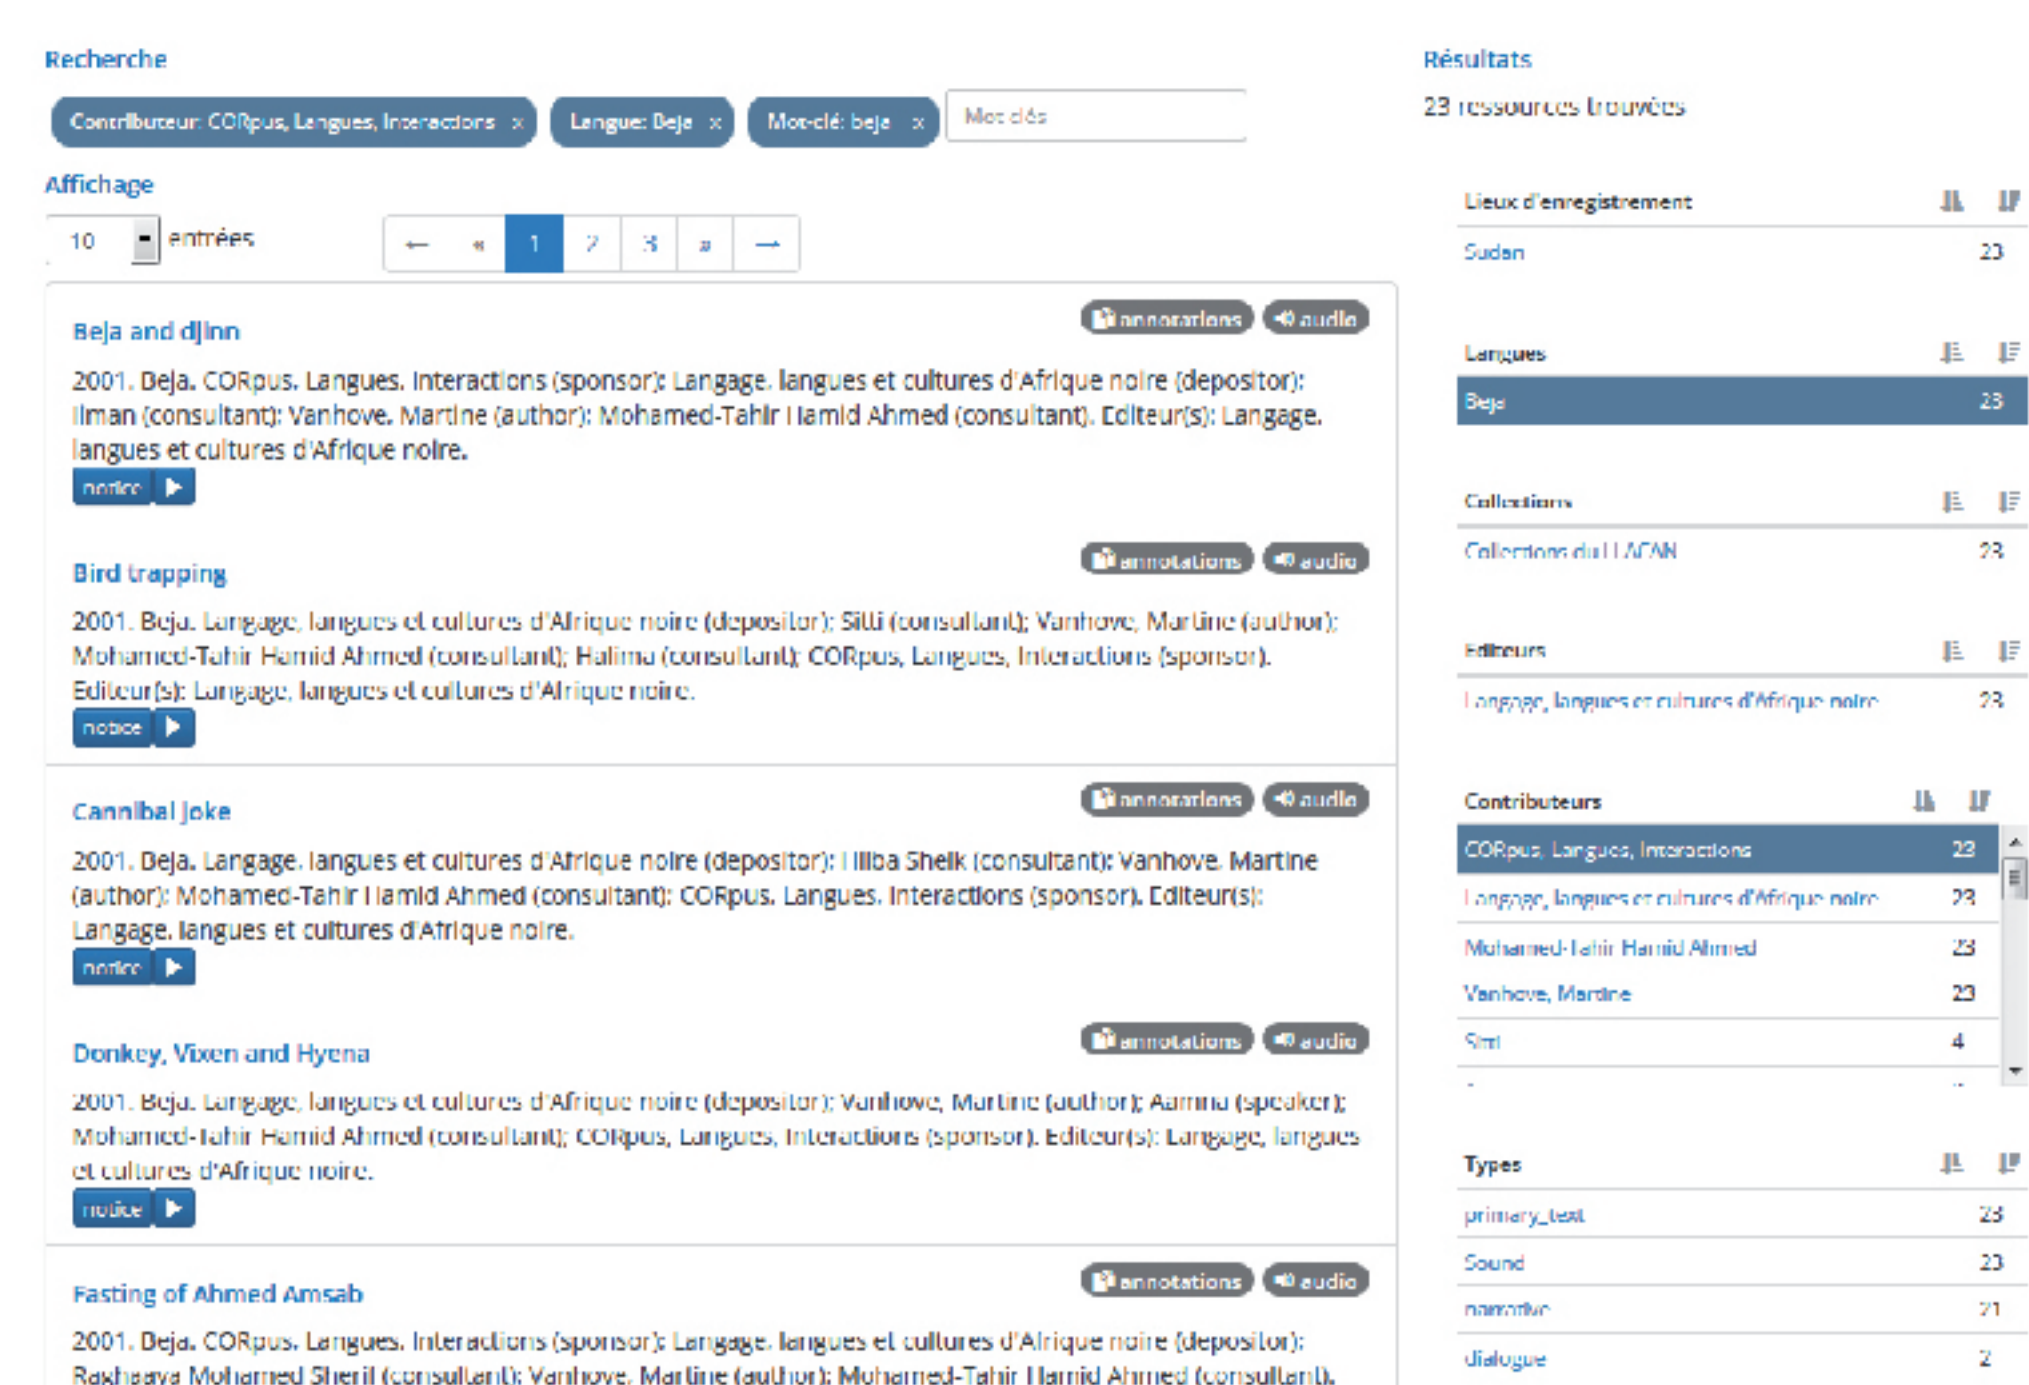 Recherche
Contributeur: CORpus, Langues, Interactions x
Langue: Beja x
Mot-clé: beja x
Mot clés
Affichage
10 entrées
← « 1 2 3 » →
Beja and djinn
annotations audio
2001. Beja. CORpus, Langues, Interactions (sponsor); Langage, langues et cultures d'Afrique noire (depositor);
Ilman (consultant); Vanhove, Martine (author); Mohamed-Tahir Hamid Ahmed (consultant). Editeur(s): Langage,
langues et cultures d'Afrique noire.
notice
Bird trapping
annotations audio
2001. Beja. Langage, langues et cultures d'Afrique noire (depositor); Sitti (consultant); Vanhove, Martine (author);
Mohamed-Tahir Hamid Ahmed (consultant); Halima (consultant); CORpus, Langues, Interactions (sponsor).
Editeur(s): Langage, langues et cultures d'Afrique noire.
notice
Cannibal joke
annotations audio
2001. Beja. Langage, langues et cultures d'Afrique noire (depositor); Hiiba Sheik (consultant); Vanhove, Martine
(author); Mohamed-Tahir Hamid Ahmed (consultant); CORpus, Langues, Interactions (sponsor). Editeur(s):
Langage, langues et cultures d'Afrique noire.
notice
Donkey, Vixen and Hyena
annotations audio
2001. Beja. Langage, langues et cultures d'Afrique noire (depositor); Vanhove, Martine (author); Aamna (speaker);
Mohamed-Tahir Hamid Ahmed (consultant); CORpus, Langues, Interactions (sponsor). Editeur(s): Langage, langues
et cultures d'Afrique noire.
notice
Fasting of Ahmed Amsab
annotations audio
2001. Beja. CORpus, Langues, Interactions (sponsor); Langage, langues et cultures d'Afrique noire (depositor);
Mohamed Sherif (consultant); Vanhove, Martine (author); Mohamed-Tahir Hamid Ahmed (consultant).
Résultats
23 ressources trouvées
Lieux d'enregistrement
Sudan 23
Langues
Beja 23
Collections
Collections du LLACAN 23
Editeurs
Langage, langues et cultures d'Afrique noire 23
Contributeurs
CORpus, Langues, Interactions 23
Langage, langues et cultures d'Afrique noire 23
Mohamed-Tahir Hamid Ahmed 23
Vanhove, Martine 23
Sitti 4
Types
primary_text 23
Sound 23
narrative 21
dialogue 2